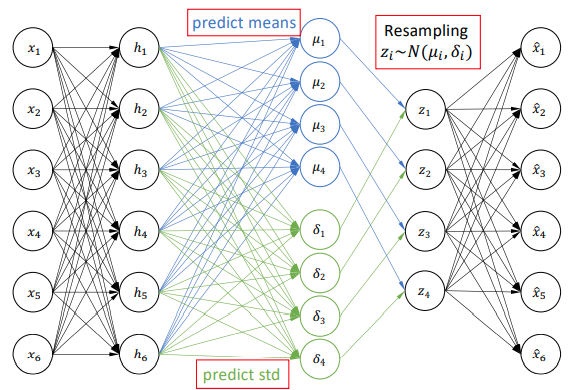 predict means
Resampling
z_i~N(μ_i, δ_i)
x_1
x_2
x_3
x_4
x_5
x_6
h_1
h_2
h_3
h_4
h_5
h_6
μ_1
μ_2
μ_3
μ_4
δ_1
δ_2
δ_3
δ_4
z_1
z_2
z_3
z_4
x̂_1
x̂_2
x̂_3
x̂_4
x̂_5
x̂_6
predict std